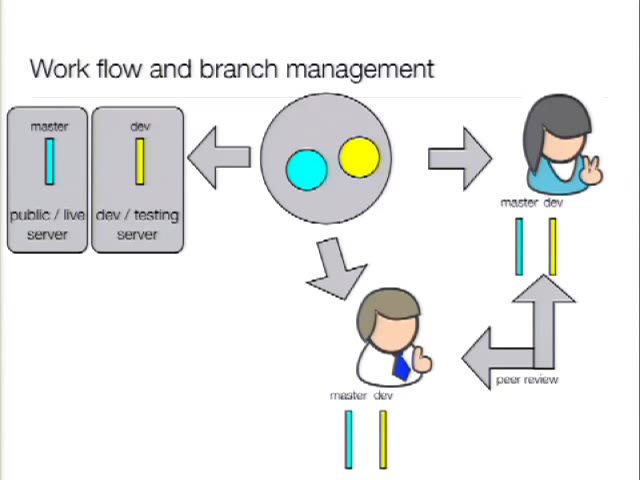 Work flow and branch management
master
public / live
server
dev
dev / testing
server
master dev
peer review
master dev